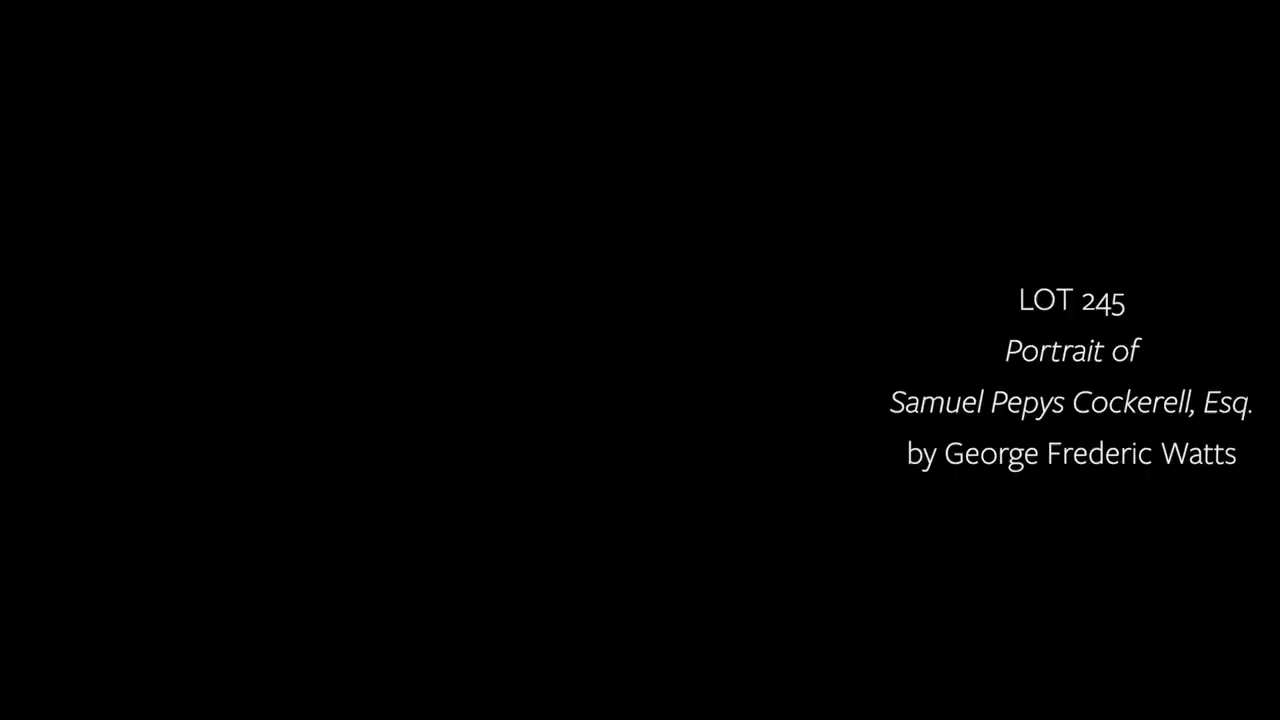 LOT 245
Portrait of
Samuel Pepys Cockerell, Esq.
by George Frederic Watts